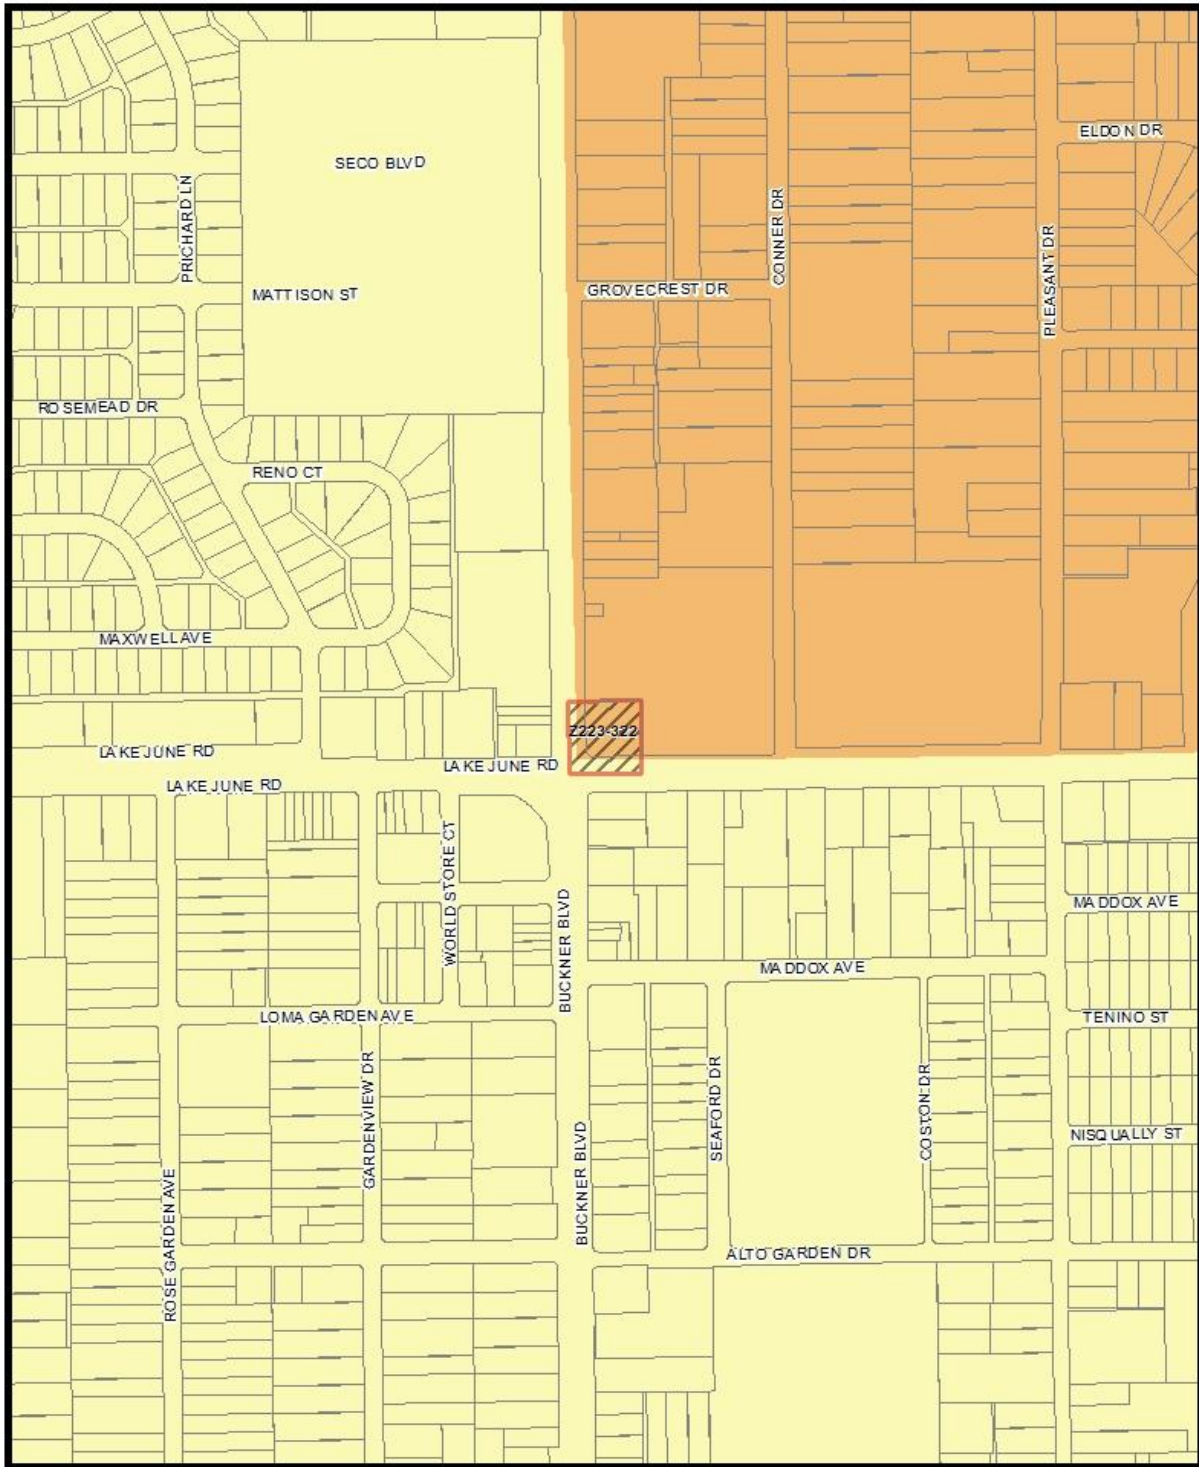 ELDON DR
SECO BLVD
PRICHARD LN
CONNER DR
PLEASANT DR
GROVECREST DR
MATTISON ST
ROSEMEAD DR
RENO CT
MAXWELL AVE
Z223-322
LAKE JUNE RD
LAKE JUNE RD
LAKE JUNE RD
WORLD STORE CT
BUCKNER BLVD
MADDOX AVE
MADDOX AVE
LOMA GARDEN AVE
TENINO ST
GARDENVIEW DR
SEAFORD DR
COSTON DR
BUCKNER BLVD
NISQUALLY ST
ROSE GARDEN AVE
ALTO GARDEN DR